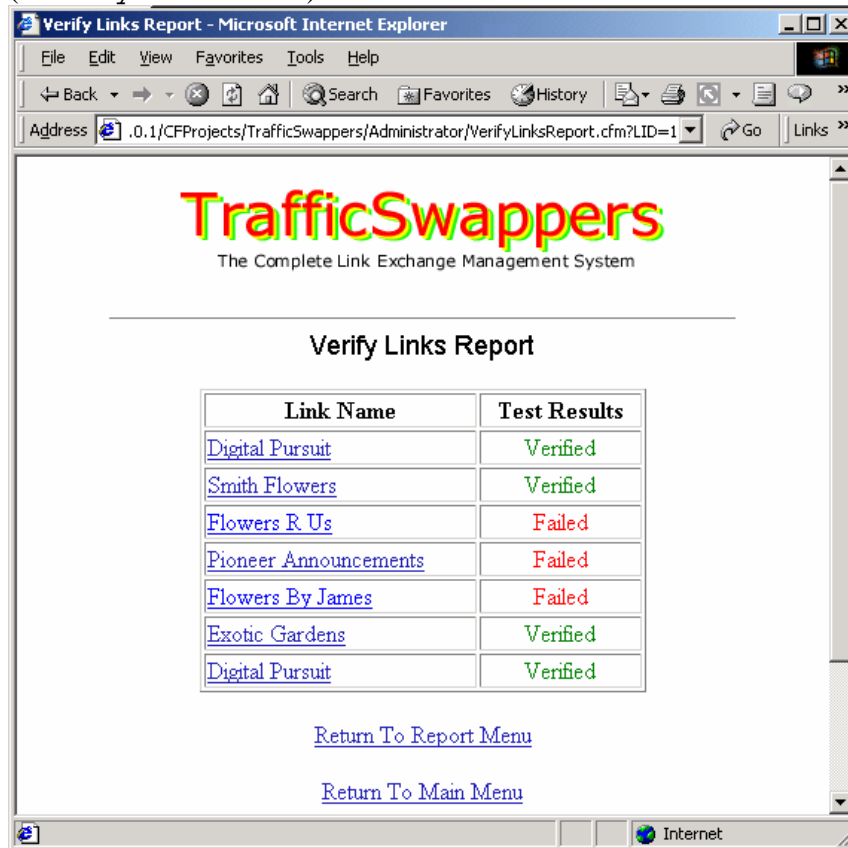 Verify Links Report - Microsoft Internet Explorer
File Edit View Favorites Tools Help
Back Search Favorites History »
Address .0.1/CFProjects/TrafficSwappers/Administrator/VerifyLinksReport.cfm?LID=1 Go Links »
TrafficSwappers
The Complete Link Exchange Management System
Verify Links Report
Link Name Test Results
Digital Pursuit Verified
Smith Flowers Verified
Flowers R Us Failed
Pioneer Announcements Failed
Flowers By James Failed
Exotic Gardens Verified
Digital Pursuit Verified
Return To Report Menu
Return To Main Menu
Internet